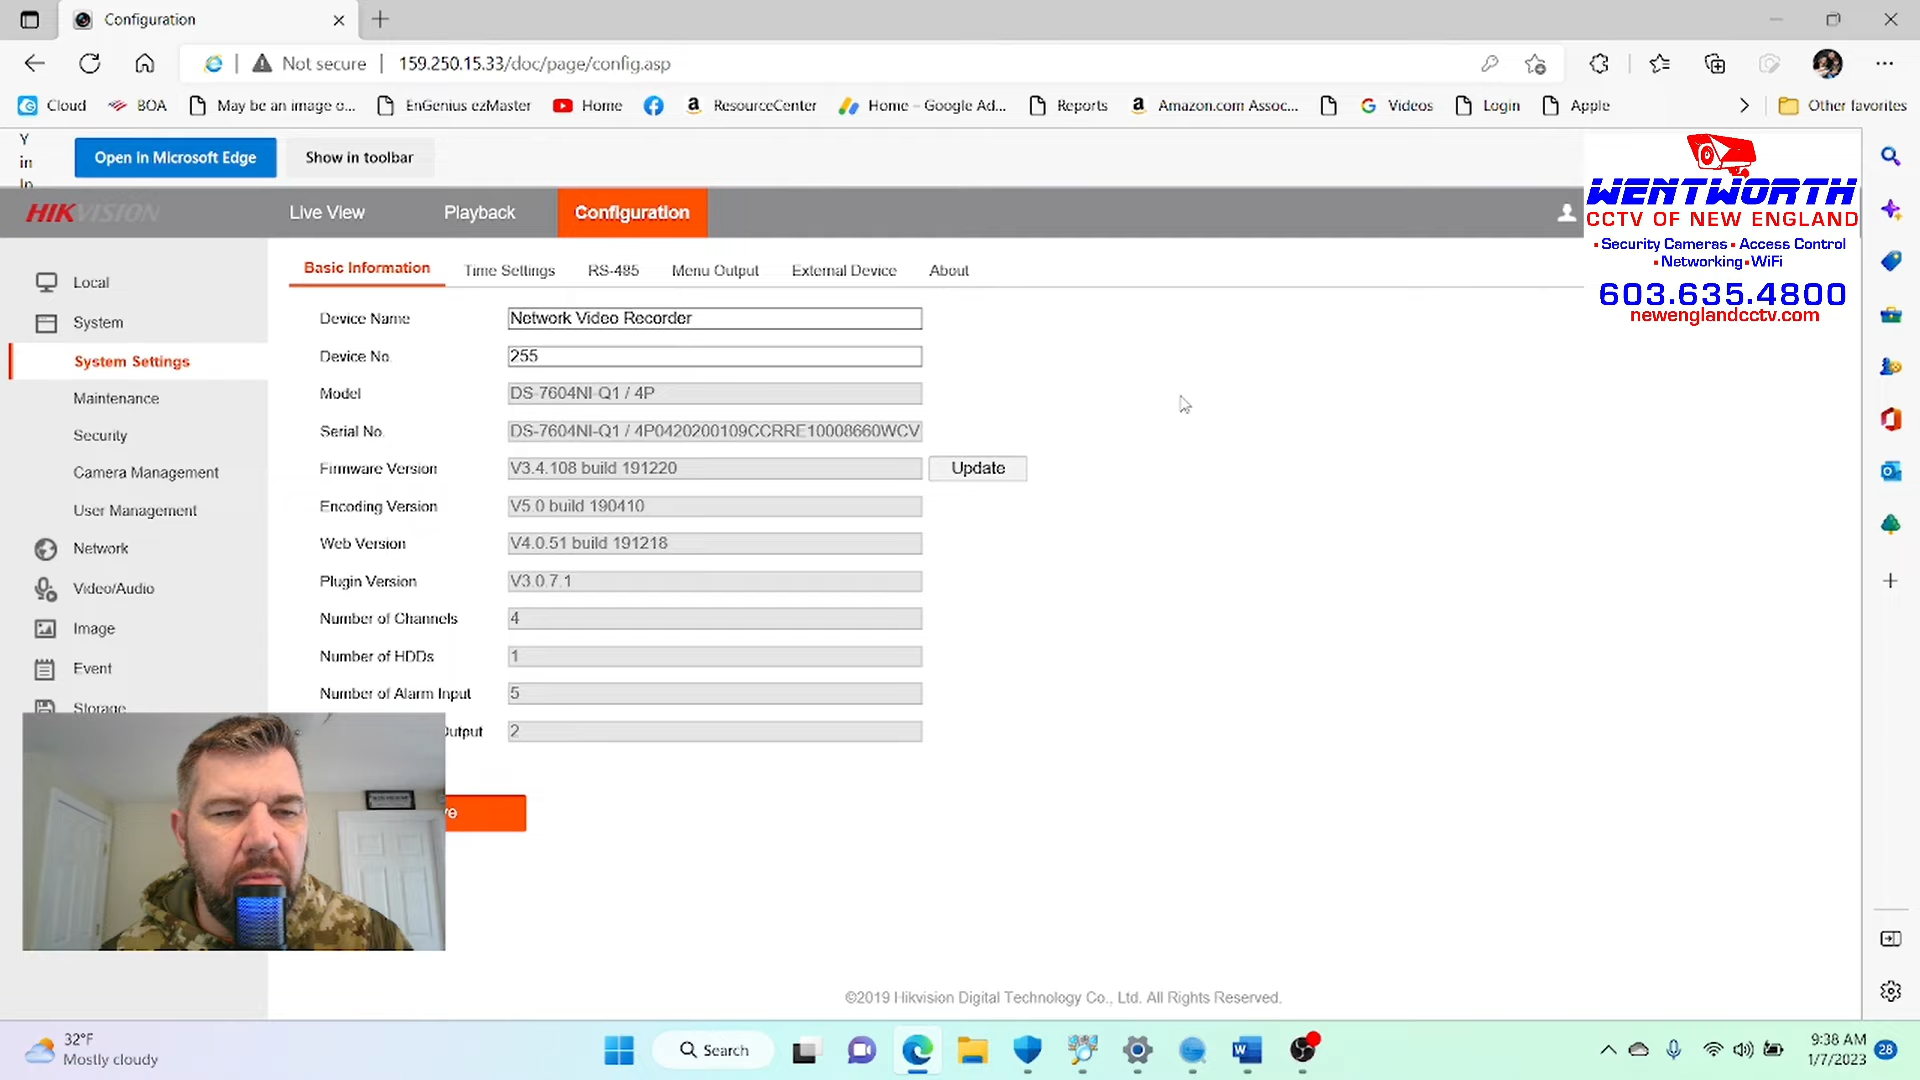 Configuration
Not secure
159.250.15.33/doc/page/config.asp
Cloud
BOA
May be an image o...
EnGenius ezMaster
Home
ResourceCenter
Home – Google Ad...
Reports
Amazon.com Assoc...
Videos
Login
Apple
Other favorites
Y
in
Open in Microsoft Edge
Show in toolbar
WENTWORTH
CCTV OF NEW ENGLAND
•Security Cameras • Access Control
•Networking • WiFi
603.635.4800
newenglandcctv.com
HIKVISION
Live View
Playback
Configuration
Local
System
System Settings
Maintenance
Security
Camera Management
User Management
Network
Video/Audio
Image
Event
Storage
Basic Information
Time Settings
RS-485
Menu Output
External Device
About
Device Name
Network Video Recorder
Device No.
255
Model
DS-7604NI-Q1 / 4P
Serial No.
DS-7604NI-Q1 / 4P0420200109CCRRE10008660WCV
Firmware Version
V3.4.108 build 191220
Update
Encoding Version
V5.0 build 190410
Web Version
V4.0.51 build 191218
Plugin Version
V3.0.7.1
Number of Channels
4
Number of HDDs
1
Number of Alarm Input
5
Output
2
ve
©2019 Hikvision Digital Technology Co., Ltd. All Rights Reserved.
32°F
Mostly cloudy
Search
9:38 AM
1/7/2023
28